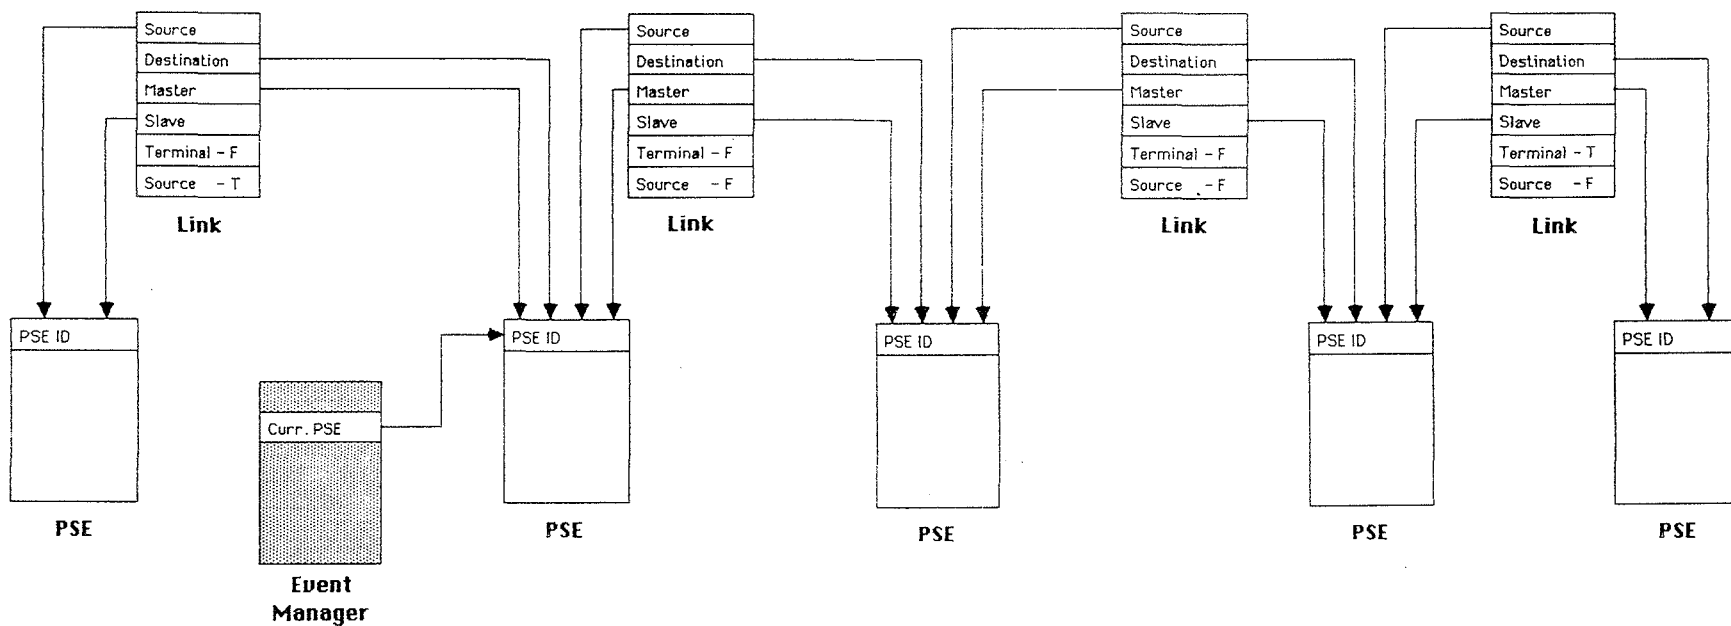 Source
Destination
Master
Slave
Terminal - F
Source - T
Link
Source
Destination
Master
Slave
Terminal - F
Source - F
Link
Source
Destination
Master
Slave
Terminal - F
Source - F
Link
Source
Destination
Master
Slave
Terminal - T
Source - F
Link
PSE ID
PSE
Curr. PSE
Event
Manager
PSE ID
PSE
PSE ID
PSE
PSE ID
PSE
PSE ID
PSE